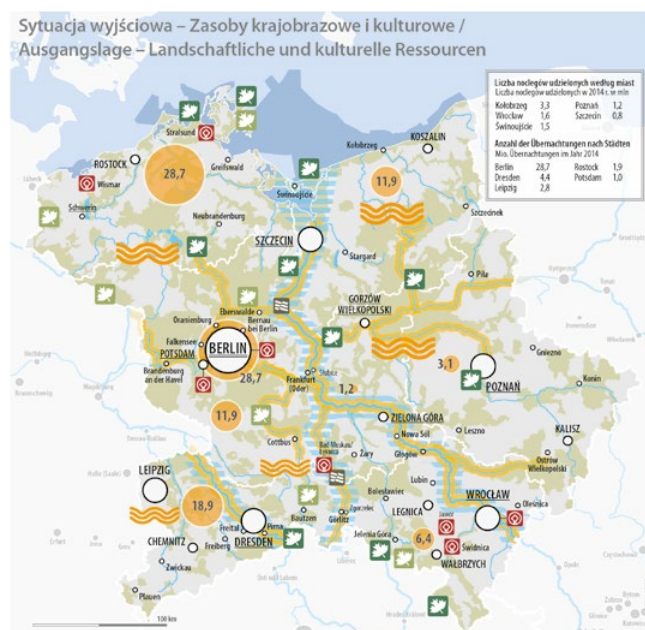 Sytuacja wyjściowa – Zasoby krajobrazowe i kulturowe /
Ausgangslage – Landschaftliche und kulturelle Ressourcen
Liczba noclegów udzielonych według miast
Liczba noclegów udzielonych w 2014 r. w mln
Kołobrzeg 3,3 Poznań 1,2
Wrocław 1,6 Szczecin 0,8
Świnoujście 1,5
Anzahl der Übernachtungen nach Städten
Mio. Übernachtungen im Jahr 2014
Berlin 28,7 Rostock 1,9
Dresden 4,4 Potsdam 1,0
Leipzig 2,8
Stralsund
KOSZALIN
Kołobrzeg
ROSTOCK
Greifswald
28,7
11,9
Wismar
Świnoujście
Schwerin
Szczecinek
Neubrandenburg
SZCZECIN
Stargard
Piła
Eberswalde
GORZÓW
WIELKOPOLSKI
Oranienburg
Bernau
bei Berlin
Falkensee
BERLIN
POTSDAM
Gniezno
3,1
Brandenburg
an der Havel
28,7
Frankfurt
(Oder)
Słubice
1,2
POZNAŃ
Konin
11,9
ZIELONA GÓRA
KALISZ
Cottbus
Nowa Sól
Leszno
Bad Muskau/
Łęknica
Żary
Głogów
Ostrów
Wielkopolski
LEIPZIG
Lubin
WROCŁAW
Bolesławiec
Oleśnica
18,9
Bautzen
Zgorzelec
LEGNICA
Görlitz
Jawor
Freital
Pirna
DRESDEN
Jelenia Góra
6,4
Świdnica
CHEMNITZ
Freiberg
WAŁBRZYCH
Zwickau
Plauen
100 km